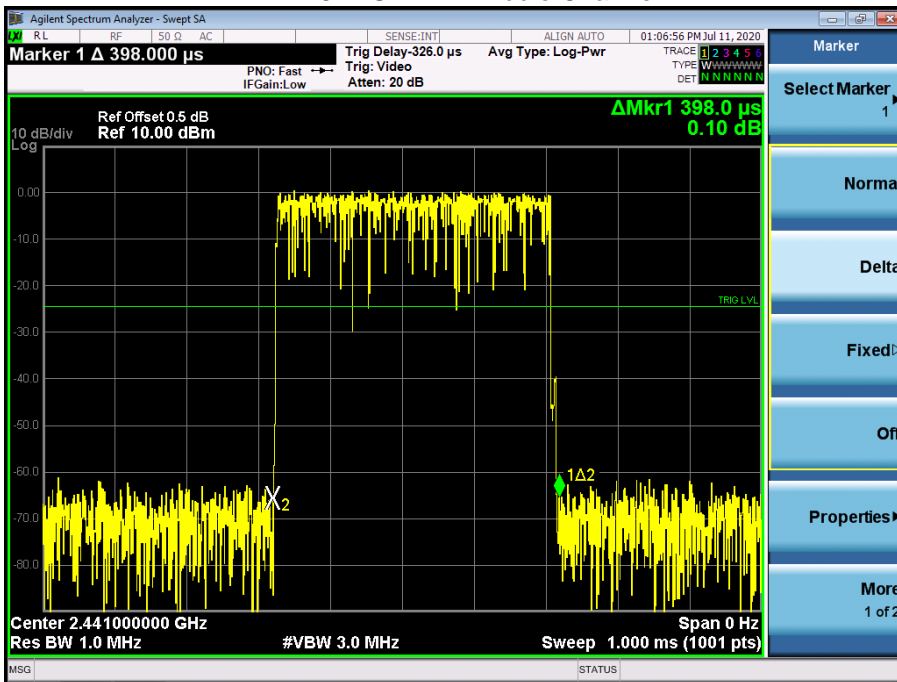 Agilent Spectrum Analyzer - Swept SA
LXI RL RF 50 Ω AC SENSE:INT ALIGN AUTO 01:06:56 PM Jul 11, 2020
Marker 1 Δ 398.000 µs
PNO: Fast
IFGain:Low
Trig Delay-326.0 µs
Trig: Video
Atten: 20 dB
Avg Type: Log-Pwr
TRACE 1 2 3 4 5 6
TYPE WWWWWW
DET N N N N N N
Marker
Select Marker
1
Norma
Delta
Fixed
Off
Properties
More
1 of 2
ΔMkr1 398.0 µs
0.10 dB
Ref Offset 0.5 dB
10 dB/div Ref 10.00 dBm
Log
0.00
-10.0
-20.0
TRIG LVL
-30.0
-40.0
-50.0
-60.0
1Δ2
2
-70.0
-80.0
Center 2.441000000 GHz Span 0 Hz
Res BW 1.0 MHz #VBW 3.0 MHz Sweep 1.000 ms (1001 pts)
MSG STATUS